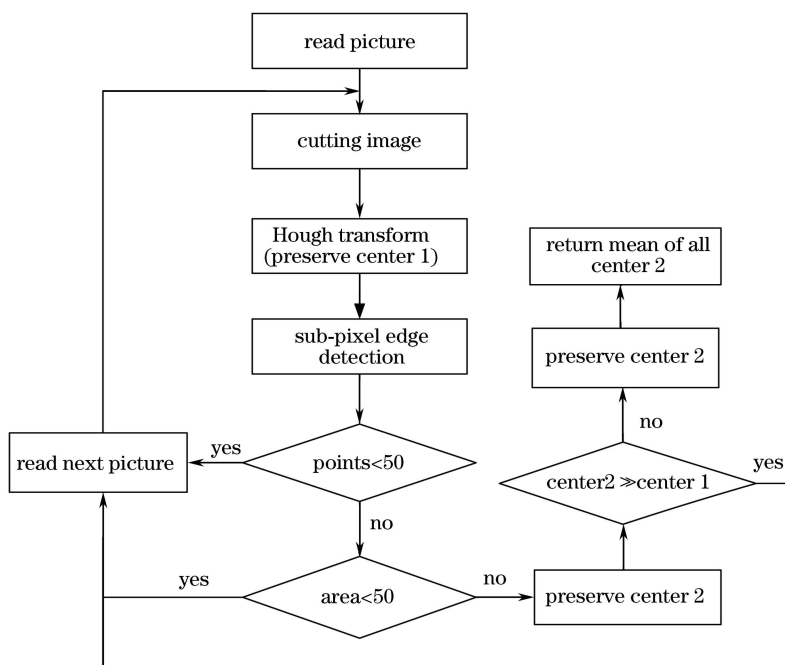 read picture
cutting image
Hough transform
(preserve center 1)
sub-pixel edge
detection
points<50
yes
read next picture
no
area<50
yes
no
preserve center 2
center2 ≫center 1
yes
no
preserve center 2
return mean of all
center 2